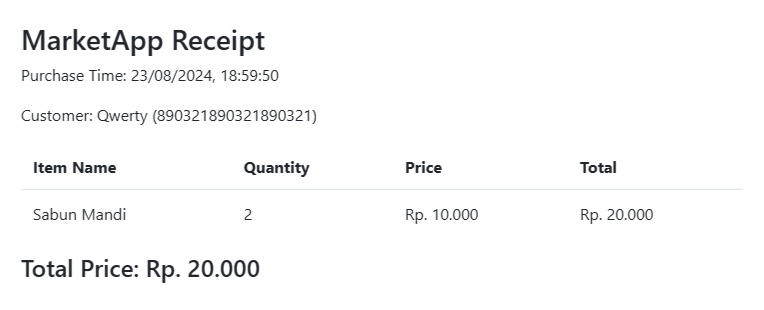 MarketApp Receipt
Purchase Time: 23/08/2024, 18:59:50
Customer: Qwerty (890321890321890321)
Item Name Quantity Price Total
Sabun Mandi 2 Rp. 10.000 Rp. 20.000
Total Price: Rp. 20.000